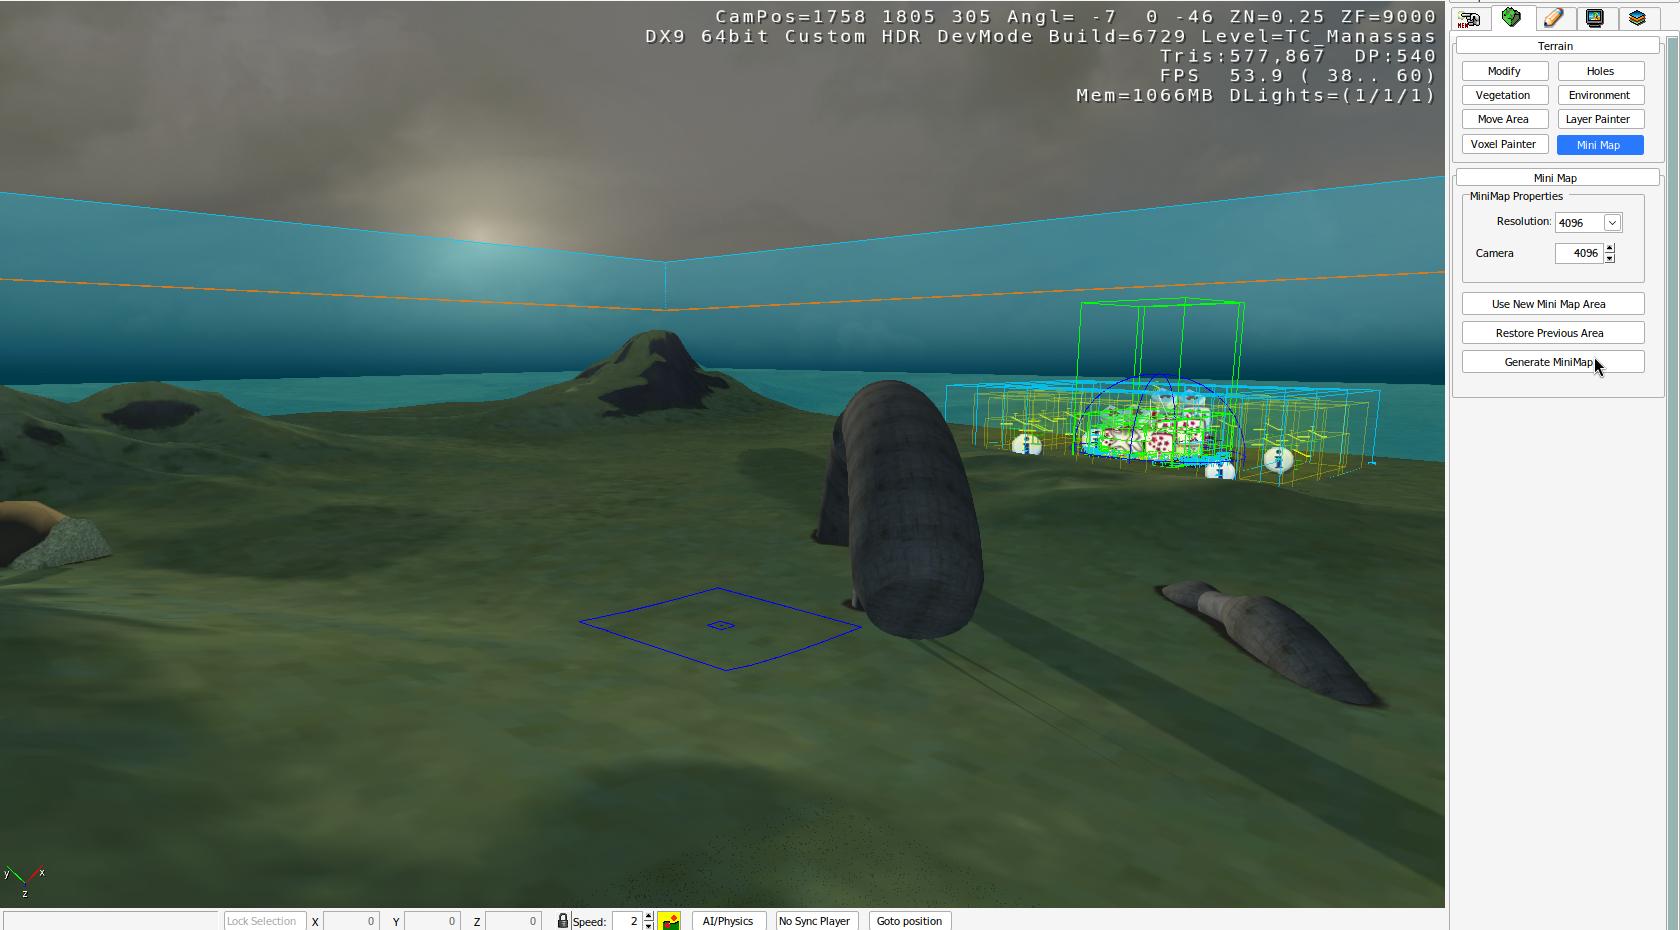 CamPos=1758 1805 305 Angl= -7 0 -46 ZN=0.25 ZF=9000
DX9 64bit Custom HDR DevMode Build=6729 Level=TC_Manassas
Tris:577,867 DP:540
FPS 53.9 ( 38.. 60)
Mem=1066MB DLights=(1/1/1)
Terrain
Modify
Holes
Vegetation
Environment
Move Area
Layer Painter
Voxel Painter
Mini Map
Mini Map
MiniMap Properties
Resolution: 4096
Camera 4096
Use New Mini Map Area
Restore Previous Area
Generate MiniMap
y x
z
Lock Selection X 0 Y 0 Z 0 Speed: 2 AI/Physics No Sync Player Goto position